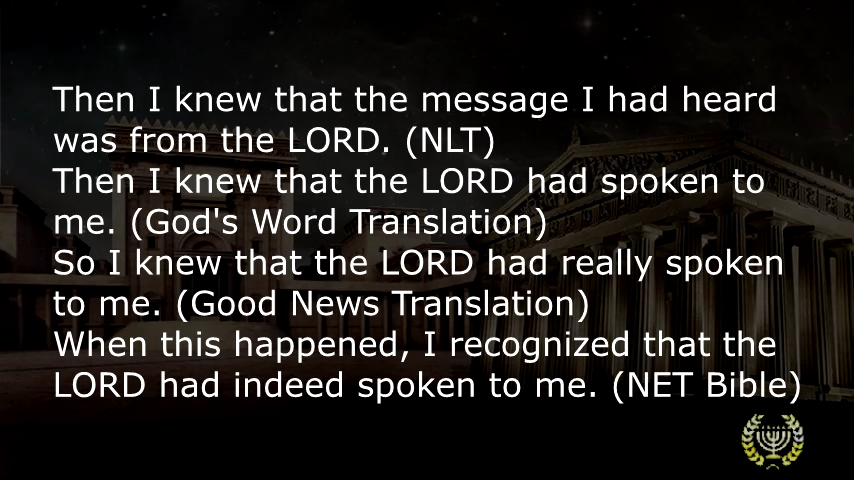 Then I knew that the message I had heard
was from the LORD. (NLT)
Then I knew that the LORD had spoken to
me. (God's Word Translation)
So I knew that the LORD had really spoken
to me. (Good News Translation)
When this happened, I recognized that the
LORD had indeed spoken to me. (NET Bible)